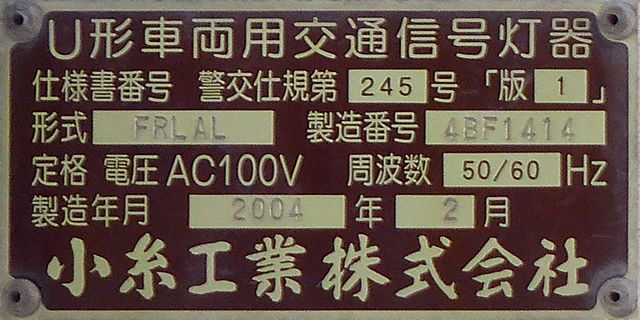 U形車両用交通信号灯器
仕様書番号 警交仕規第 245 号 「版 1 」
形式 FRLAL 製造番号 4BF1414
定格 電圧 AC100V 周波数 50/60 Hz
製造年月 2004 年 2 月
小糸工業株式会社